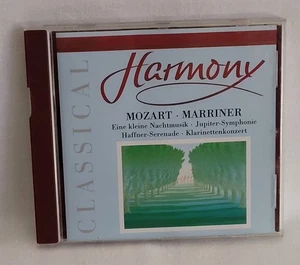 CLASSICAL
Harmony
MOZART · MARRINER
Eine kleine Nachtmusik · Jupiter-Symphonie
Haffner-Serenade · Klarinettenkonzert